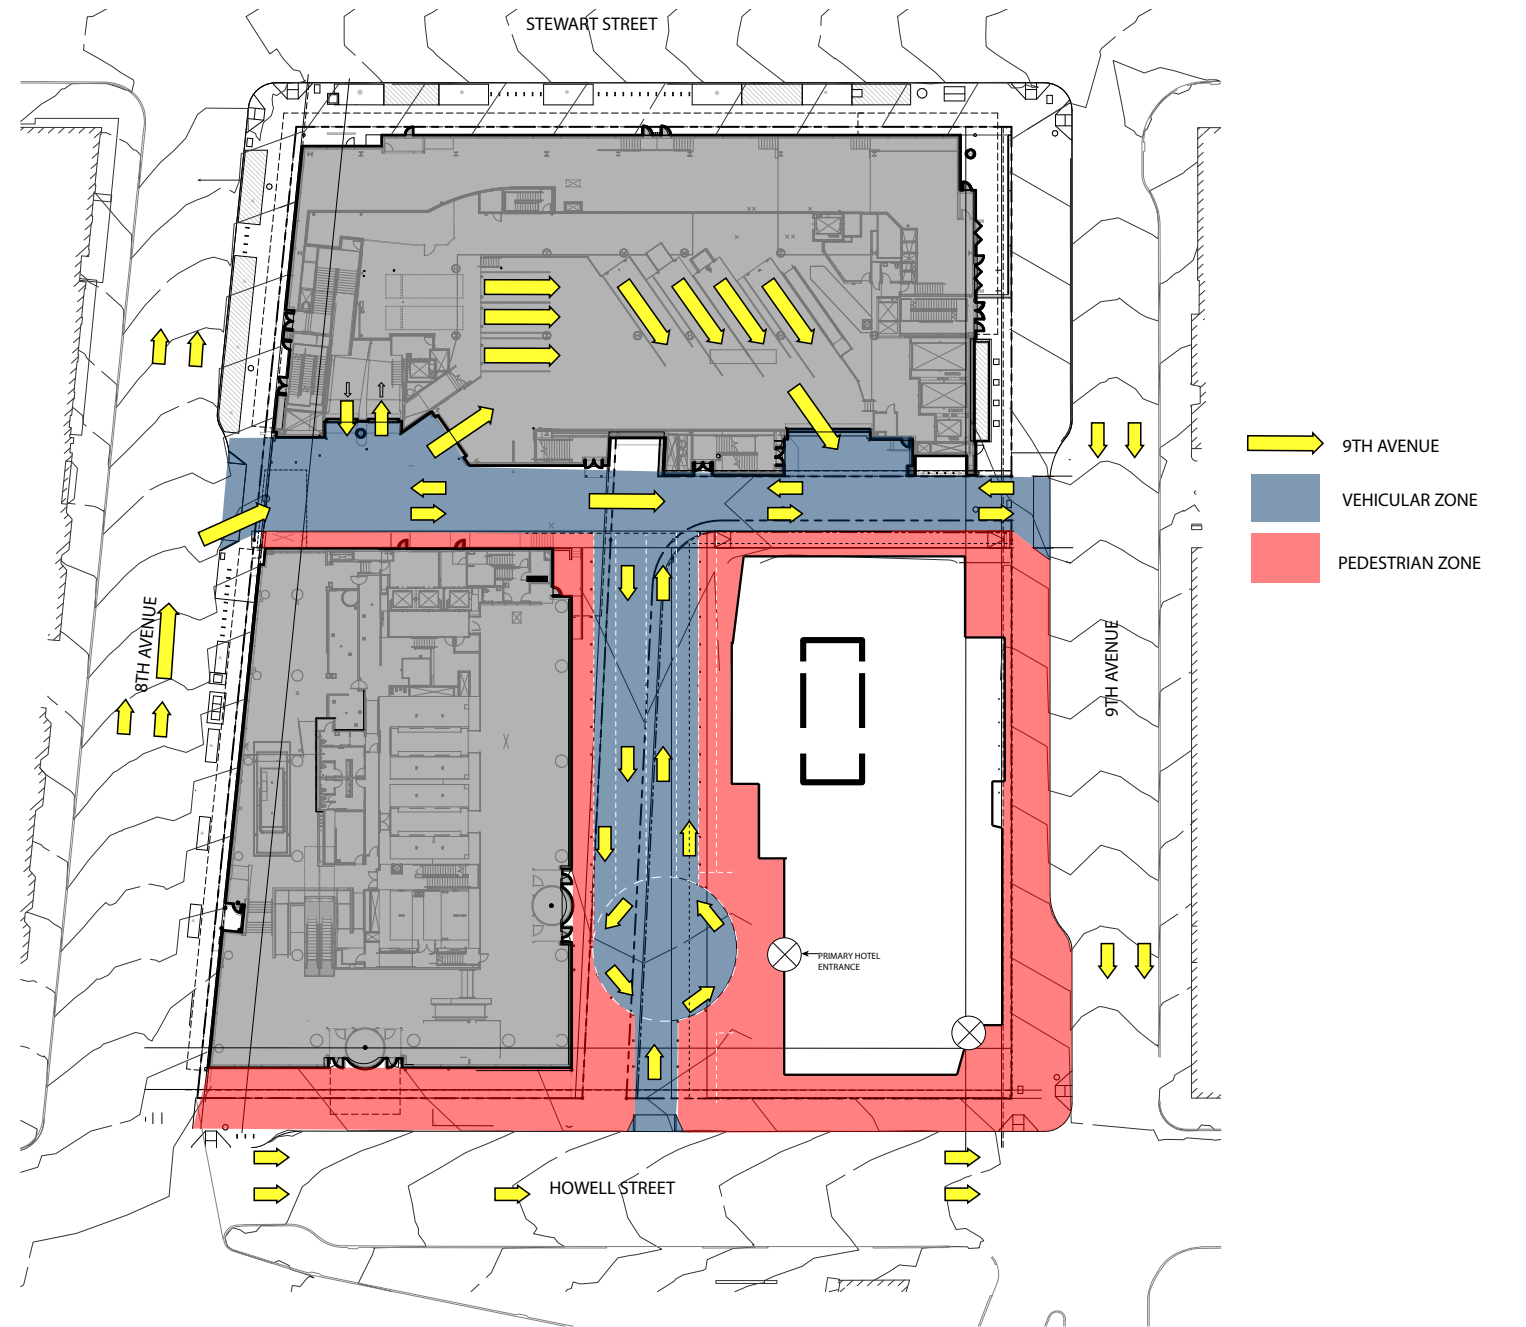 STEWART STREET
9TH AVENUE
VEHICULAR ZONE
PEDESTRIAN ZONE
8TH AVENUE
9TH AVENUE
PRIMARY HOTEL
ENTRANCE
HOWELL STREET